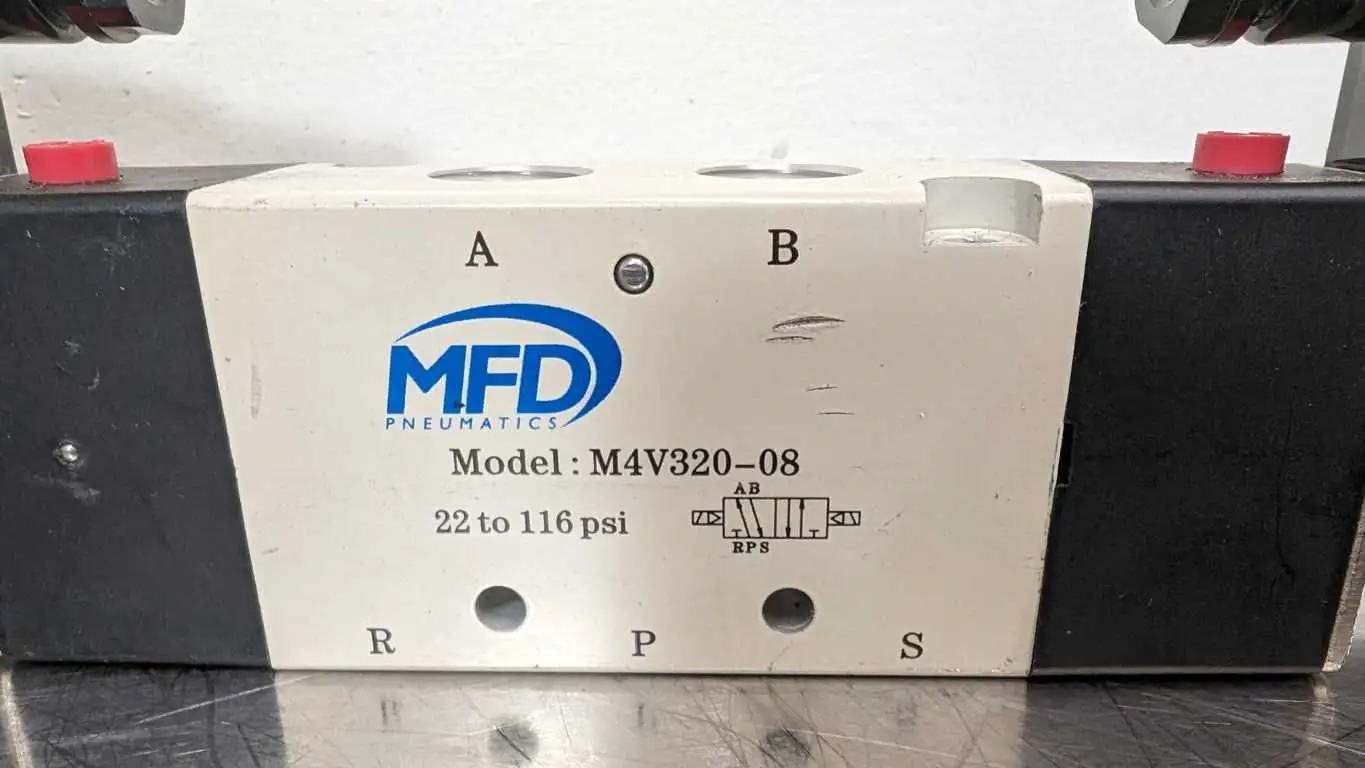 A B
MFD
PNEUMATICS
Model : M4V320-08
AB
22 to 116 psi
RPS
R P S